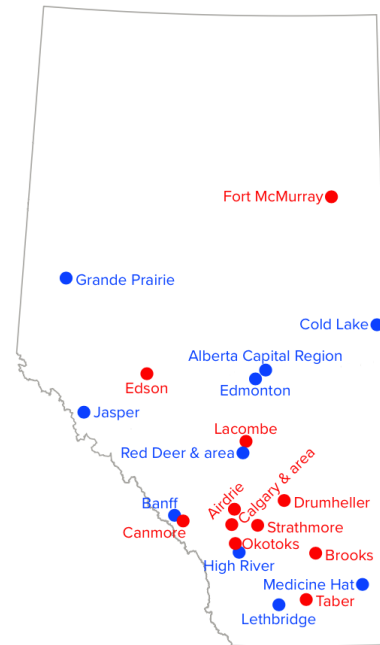 Fort McMurray
Grande Prairie
Cold Lake
Alberta Capital Region
Edson
Edmonton
Jasper
Lacombe
Red Deer & area
Airdrie
Calgary & area
Banff
Drumheller
Canmore
Strathmore
Okotoks
Brooks
High River
Medicine Hat
Taber
Lethbridge